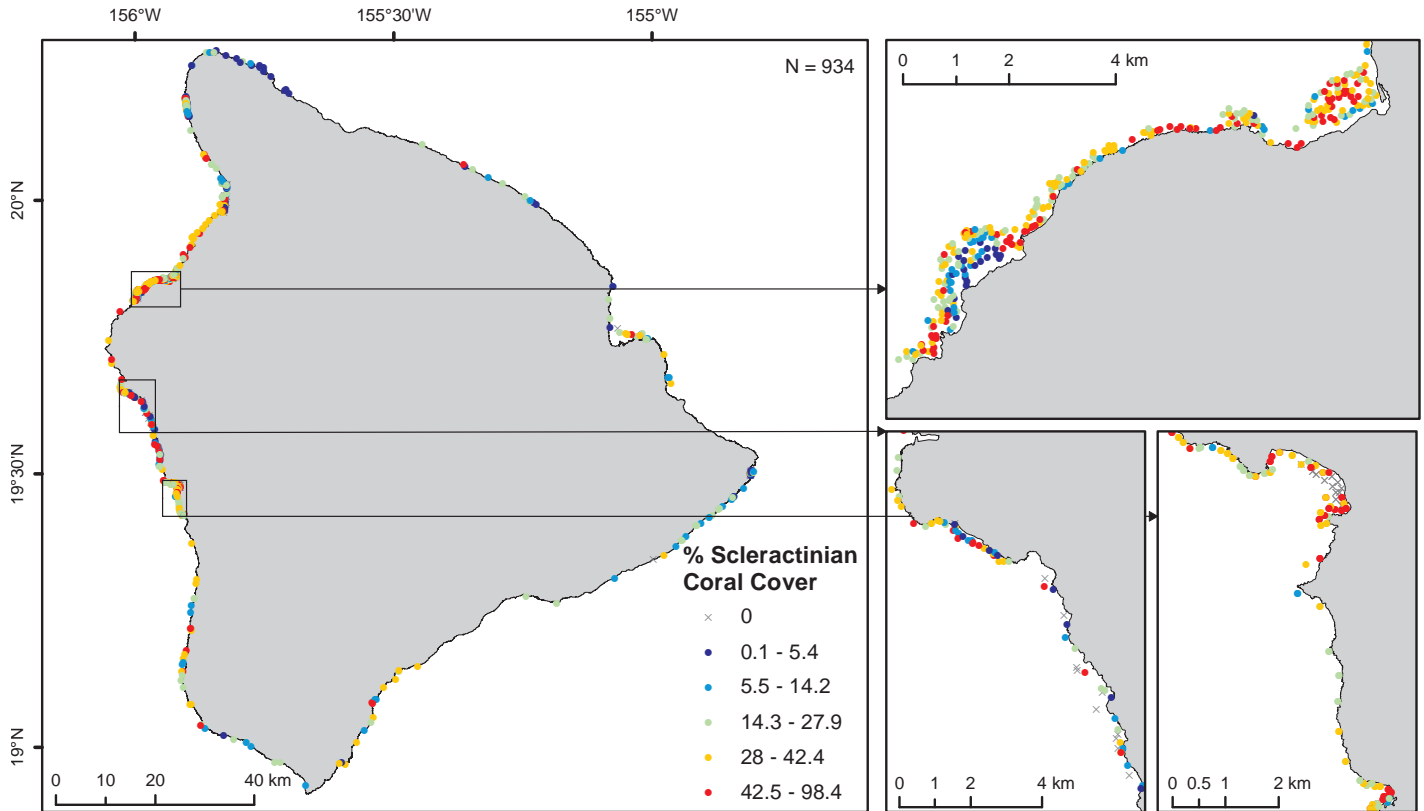 156°W
155°30'W
155°W
N = 934
20°N
19°30'N
19°N
% Scleractinian
Coral Cover
0
0.1 - 5.4
5.5 - 14.2
14.3 - 27.9
28 - 42.4
42.5 - 98.4
0 10 20 40 km
0 1 2 4 km
0 1 2 4 km
0 0.5 1 2 km